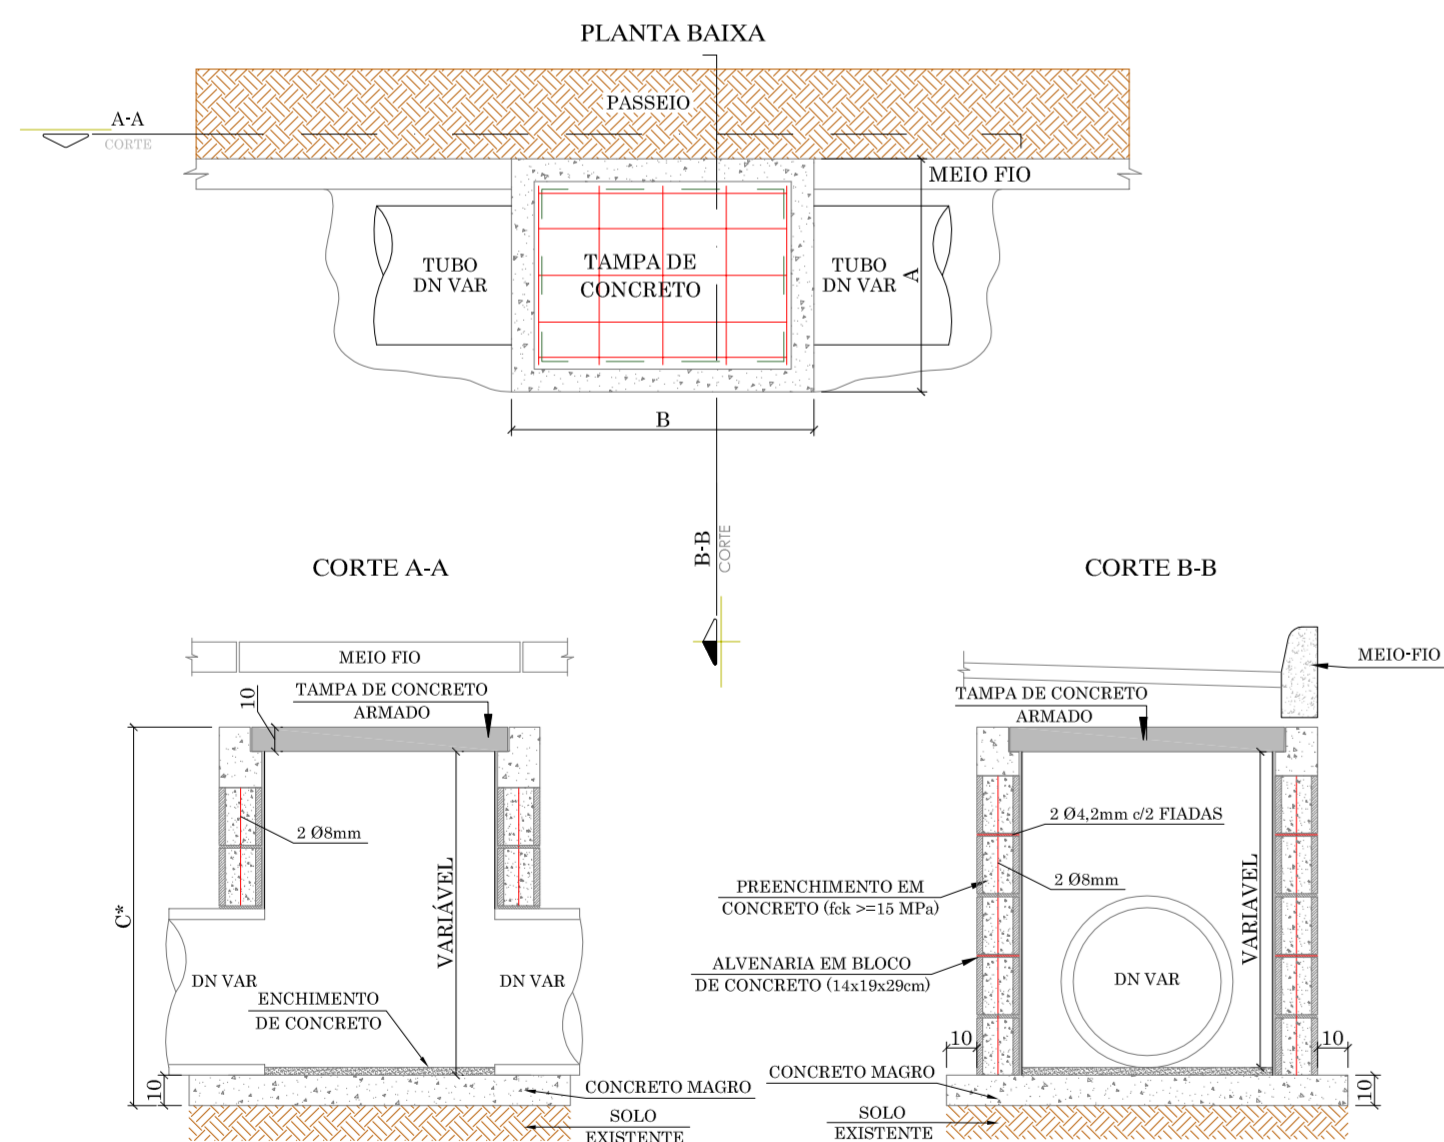 PLANTA BAIXA
PASSEIO
A-A
CORTE
MEIO FIO
TUBO
DN VAR
TAMPA DE
CONCRETO
TUBO
DN VAR
A
B
B-B
CORTE
CORTE A-A
MEIO FIO
10
TAMPA DE CONCRETO
ARMADO
2 Ø8mm
C*
VARIÁVEL
DN VAR
DN VAR
ENCHIMENTO
DE CONCRETO
10
CONCRETO MAGRO
SOLO
EXISTENTE
CORTE B-B
MEIO-FIO
TAMPA DE CONCRETO
ARMADO
2 Ø4,2mm c/2 FIADAS
2 Ø8mm
PREENCHIMENTO EM
CONCRETO (fck >=15 MPa)
VARIAVEL
ALVENARIA EM BLOCO
DE CONCRETO (14x19x29cm)
DN VAR
10
10
CONCRETO MAGRO
10
SOLO
EXISTENTE